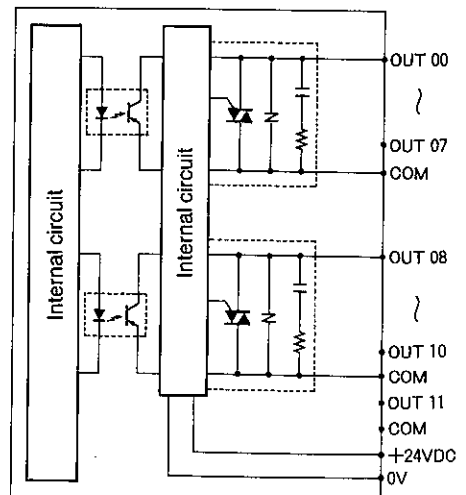 Internal circuit
Internal circuit
OUT 00
OUT 07
COM
OUT 08
OUT 10
COM
OUT 11
COM
+24VDC
0V